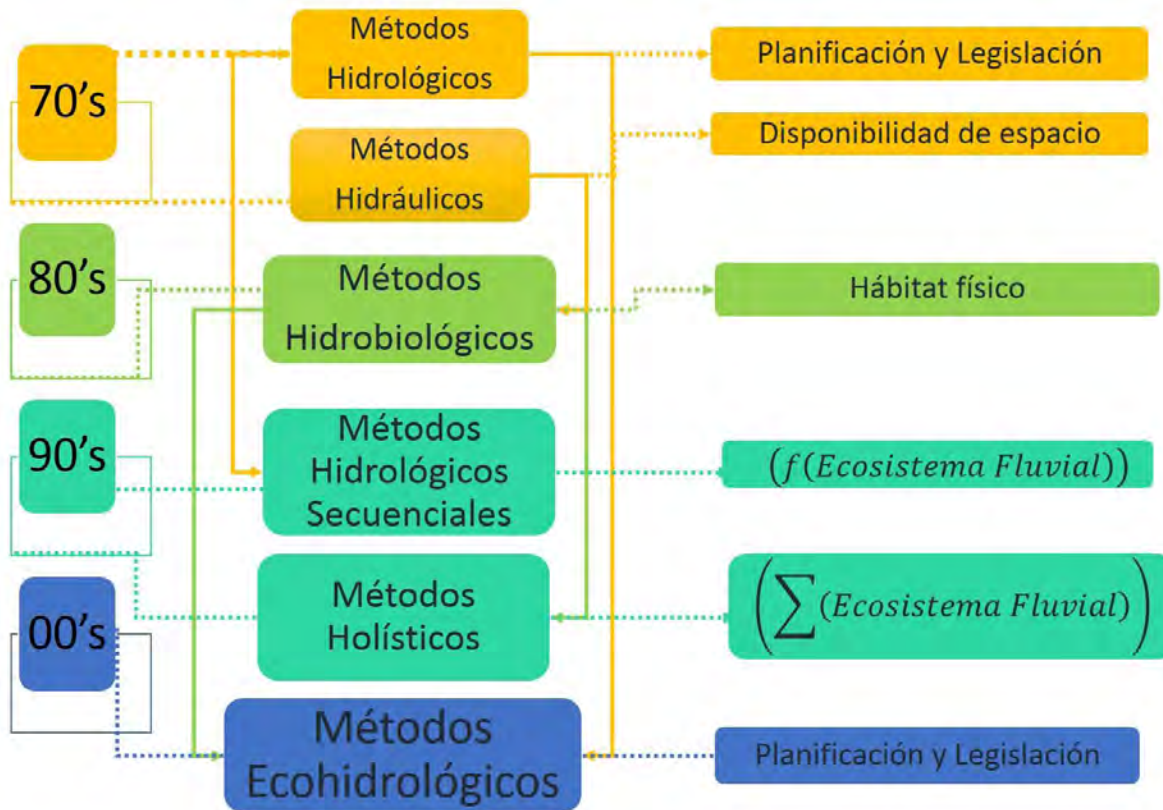 70's
Métodos
Hidrológicos
Planificación y Legislación
Métodos
Hidráulicos
Disponibilidad de espacio
80's
Métodos
Hidrobiológicos
Hábitat físico
90's
Métodos
Hidrológicos
Secuenciales
(f(Ecosistema Fluvial))
00's
Métodos
Holísticos
(∑(Ecosistema Fluvial))
Métodos
Ecohidrológicos
Planificación y Legislación